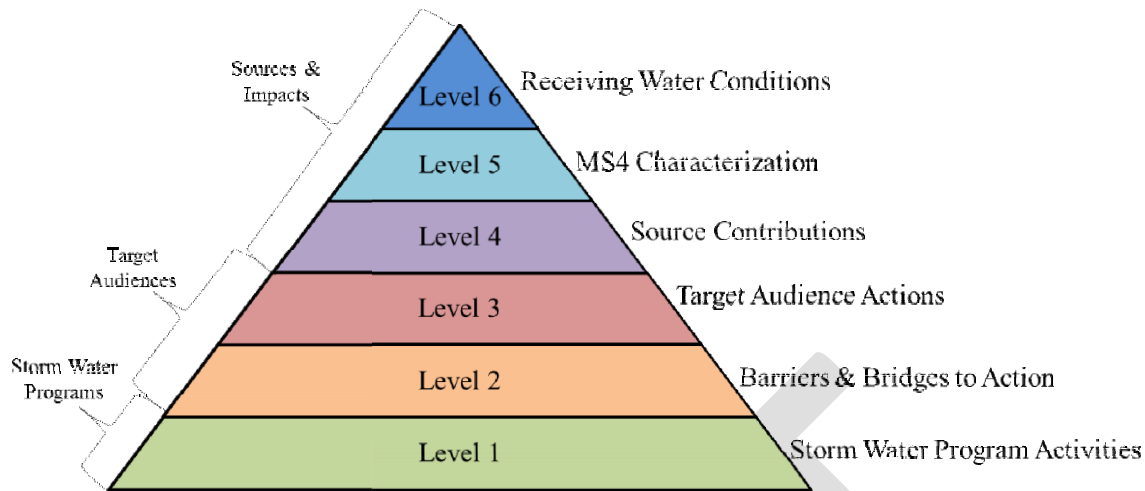 Sources &
Impacts
Level 6
Receiving Water Conditions
Level 5
MS4 Characterization
Level 4
Source Contributions
Target
Audiences
Level 3
Target Audience Actions
Storm Water
Programs
Level 2
Barriers & Bridges to Action
Level 1
Storm Water Program Activities